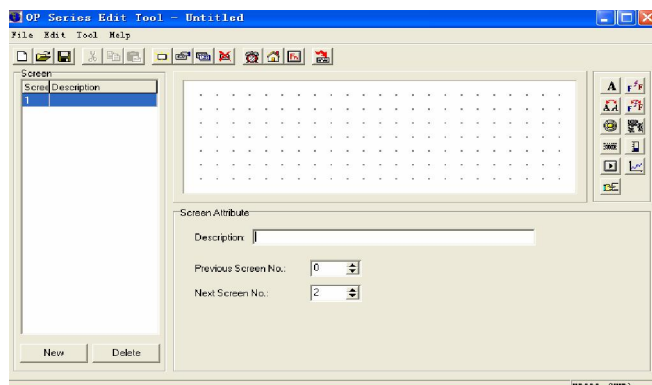 OP Series Edit Tool - Untitled
File Edit Tool Help
Screen
Scree Description
1
A
Screen Attribute
Description:
Previous Screen No.: 0
Next Screen No.: 2
New Delete